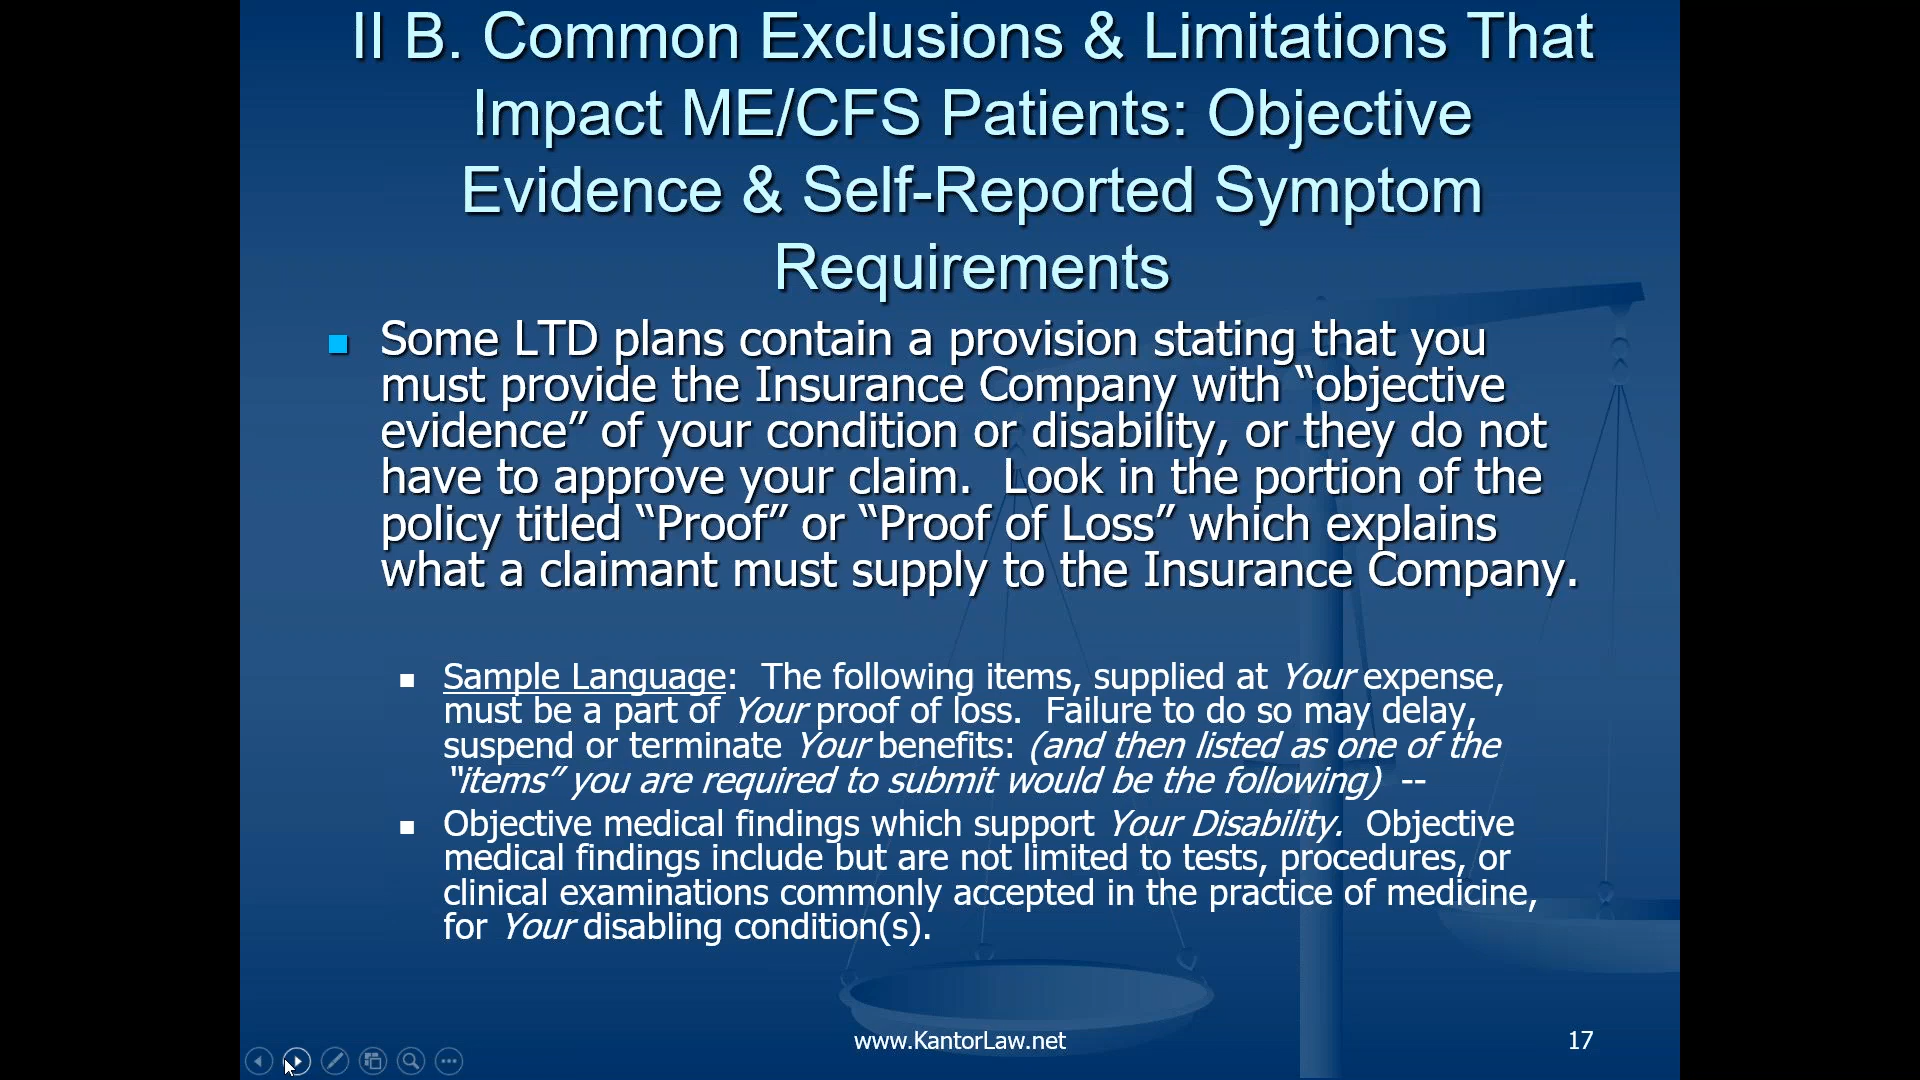 II B. Common Exclusions & Limitations That
Impact ME/CFS Patients: Objective
Evidence & Self-Reported Symptom
Requirements
Some LTD plans contain a provision stating that you
must provide the Insurance Company with “objective
evidence” of your condition or disability, or they do not
have to approve your claim.  Look in the portion of the
policy titled “Proof” or “Proof of Loss” which explains
what a claimant must supply to the Insurance Company.
Sample Language:  The following items, supplied at Your expense,
must be a part of Your proof of loss.  Failure to do so may delay,
suspend or terminate Your benefits: (and then listed as one of the
“items” you are required to submit would be the following)  --
Objective medical findings which support Your Disability.  Objective
medical findings include but are not limited to tests, procedures, or
clinical examinations commonly accepted in the practice of medicine,
for Your disabling condition(s).
www.KantorLaw.net
17